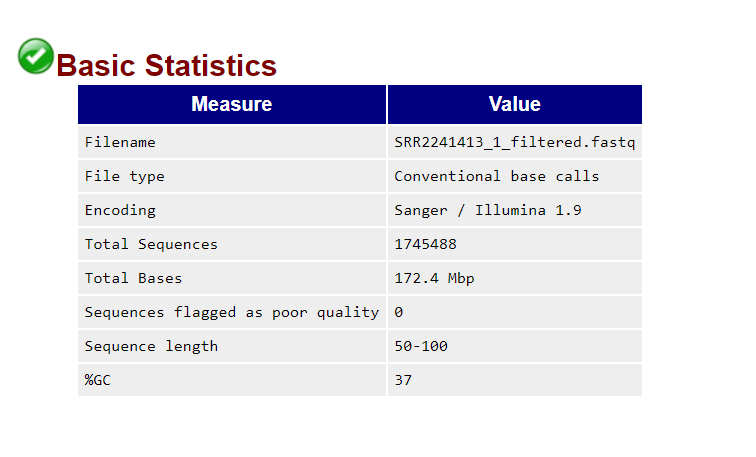 Basic Statistics
Measure Value
Filename SRR2241413_1_filtered.fastq
File type Conventional base calls
Encoding Sanger / Illumina 1.9
Total Sequences 1745488
Total Bases 172.4 Mbp
Sequences flagged as poor quality 0
Sequence length 50-100
%GC 37